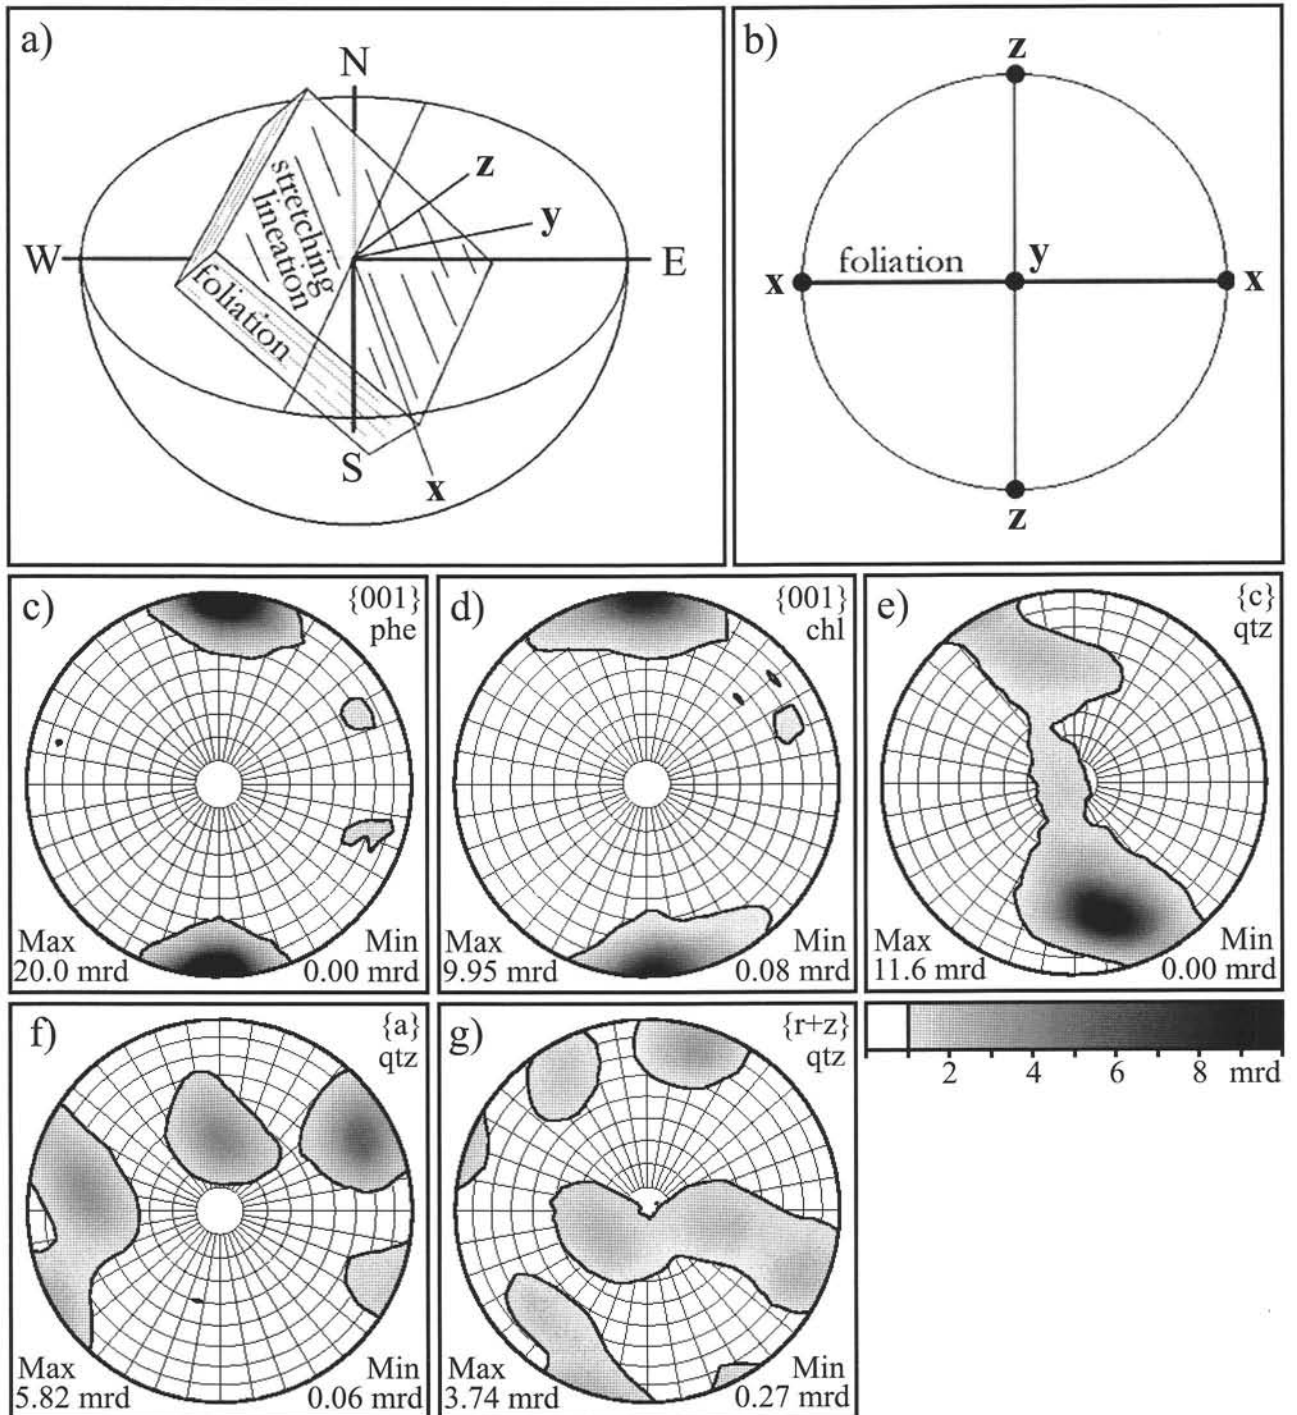 a)
N
z
y
W
E
stretching
lineation
foliation
S
x
b)
z
foliation
y
x
x
z
c)
{001}
phe
Max
20.0 mrd
Min
0.00 mrd
d)
{001}
chl
Max
9.95 mrd
Min
0.08 mrd
e)
{c}
qtz
Max
11.6 mrd
Min
0.00 mrd
f)
{a}
qtz
Max
5.82 mrd
Min
0.06 mrd
g)
{r+z}
qtz
Max
3.74 mrd
Min
0.27 mrd
2 4 6 8 mrd